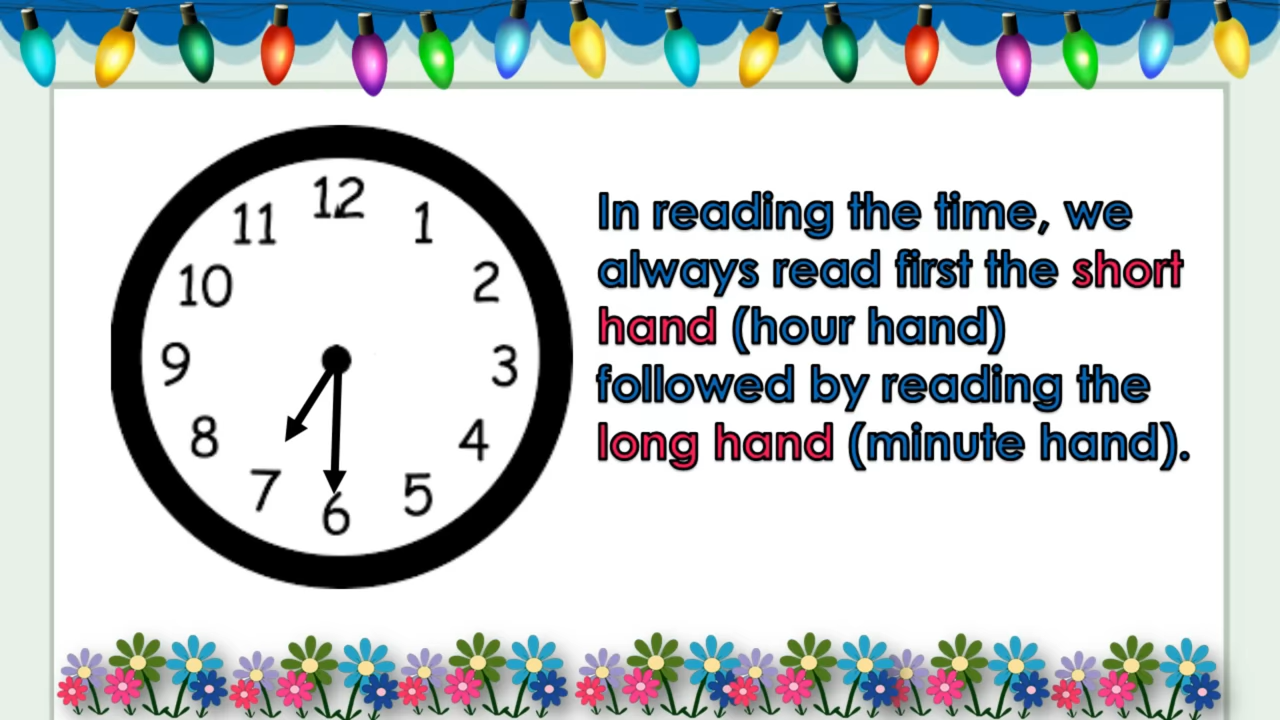 12
11
1
10
2
9
3
8
4
7
5
6
In reading the time, we
always read first the short
hand (hour hand)
followed by reading the
long hand (minute hand).